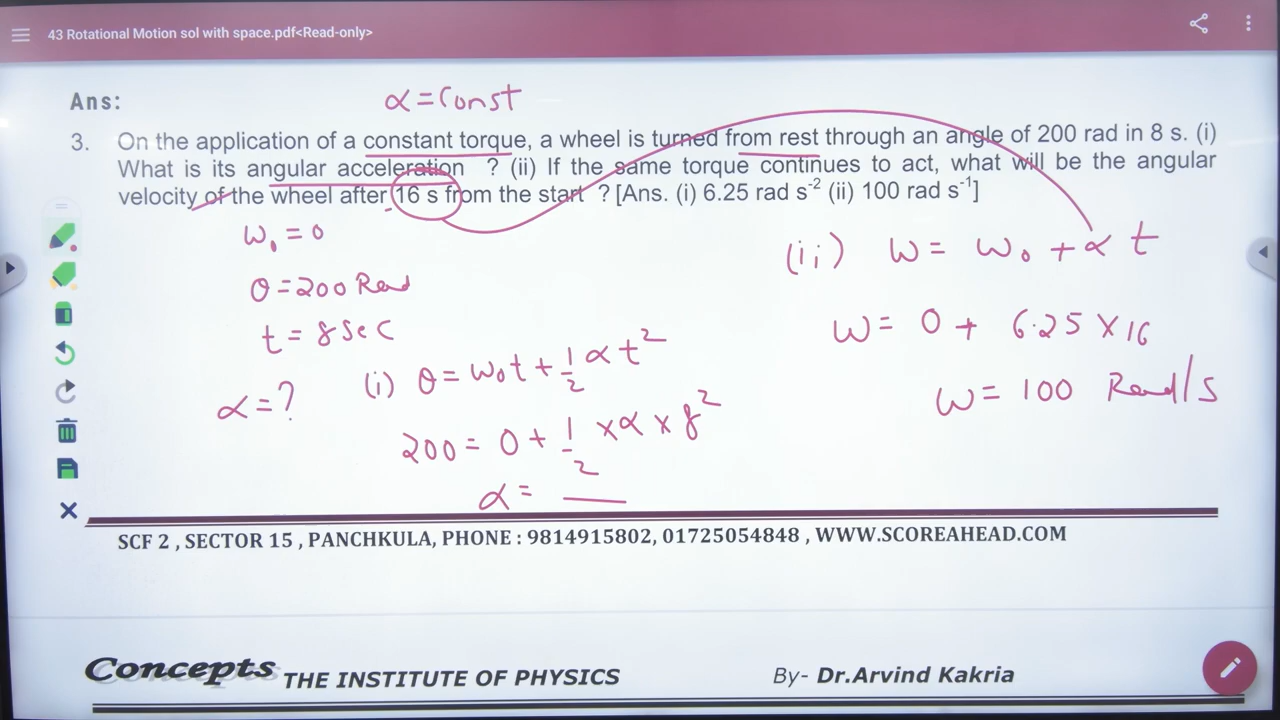 43 Rotational Motion sol with space.pdf<Read-only>
Ans:
α = Const
3. On the application of a constant torque, a wheel is turned from rest through an angle of 200 rad in 8 s. (i)
What is its angular acceleration ? (ii) If the same torque continues to act, what will be the angular
velocity of the wheel after 16 s from the start ? [Ans. (i) 6.25 rad s⁻² (ii) 100 rad s⁻¹]
ω₀ = 0
θ = 200 Rad
t = 8 Sec
α = ?
(i) θ = ω₀t + 1/2 α t²
200 = 0 + 1/2 × α × 8²
α =
(ii) ω = ω₀ + α t
ω = 0 + 6.25 × 16
ω = 100 Rad/s
SCF 2 , SECTOR 15 , PANCHKULA, PHONE : 9814915802, 01725054848 , WWW.SCOREAHEAD.COM
Concepts THE INSTITUTE OF PHYSICS By- Dr.Arvind Kakria